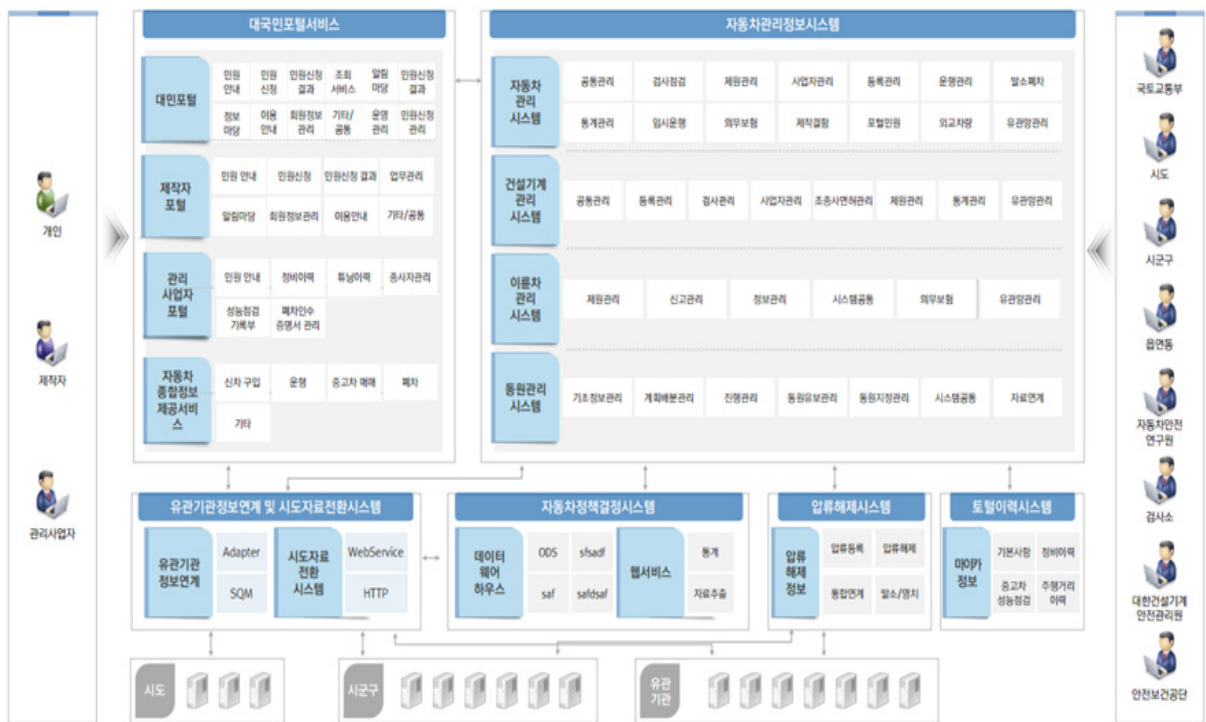 대국민포털서비스
대민포털
민원
안내
민원
신청
민원신청
결과
조회
서비스
알림
마당
민원신청
결과
정보
마당
이용
안내
회원정보
관리
기타/
공통
운영
관리
민원신청
관리
제작자
포털
민원 안내
민원신청
민원신청 결과
업무관리
알림마당
회원정보관리
이용안내
기타/공통
관리
사업자
포털
민원 안내
정비이력
튜닝이력
종사자관리
성능점검
기록부
폐차인수
증명서 관리
자동차
종합정보
제공서비
스
신차 구입
운행
중고차 매매
폐차
기타
자동차관리정보시스템
자동차
관리
시스템
공통관리
검사점검
제원관리
사업자관리
등록관리
운행관리
말소폐차
통계관리
임시운행
의무보험
제작결함
포털민원
외교차량
유관망관리
건설기계
관리
시스템
공통관리
등록관리
검사관리
사업자관리
조종사면허관리
제원관리
통계관리
유관망관리
이륜차
관리
시스템
제원관리
신고관리
정보관리
시스템공통
의무보험
유관망관리
동원관리
시스템
기초정보관리
계획배분관리
진행관리
동원유보관리
동원지정관리
시스템공통
자료연계
개인
제작자
관리사업자
국토교통부
시도
시군구
읍면동
자동차안전
연구원
검사소
대한건설기계
안전관리원
안전보건공단
유관기관정보연계 및 시도자료전환시스템
유관기관
정보연계
Adapter
SQM
시도자료
전환
시스템
WebService
HTTP
자동차정책결정시스템
데이터
웨어
하우스
ODS
sfsadf
saf
safdsaf
웹서비스
통계
자료추출
압류해제시스템
압류
해제
정보
압류등록
압류해제
통합연계
말소/영치
토털이력시스템
마이카
정보
기본사항
정비이력
중고차
성능점검
주행거리
이력
시도
시군구
유관
기관